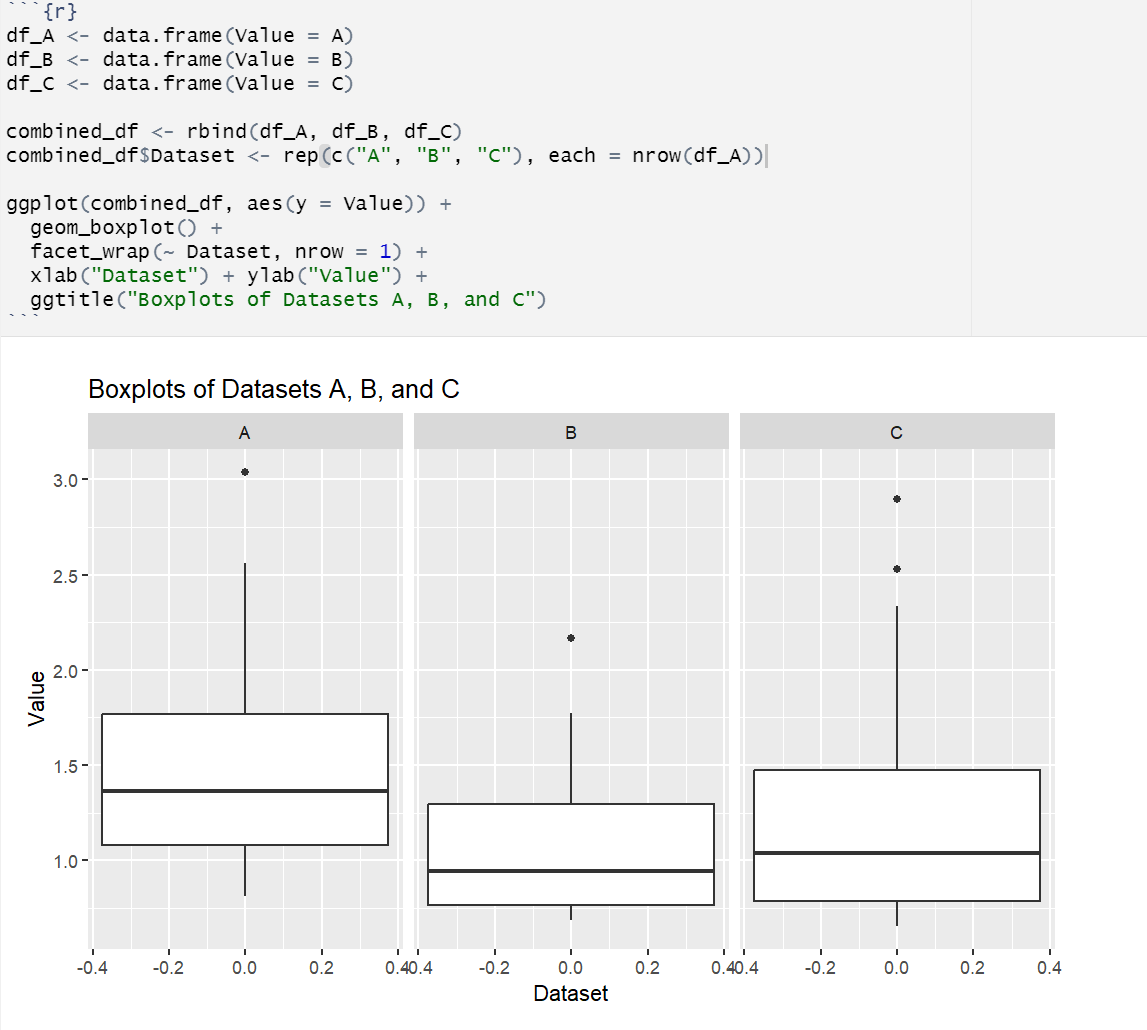 ```{r}
df_A <- data.frame(Value = A)
df_B <- data.frame(Value = B)
df_C <- data.frame(Value = C)
combined_df <- rbind(df_A, df_B, df_C)
combined_df$Dataset <- rep(c("A", "B", "C"), each = nrow(df_A))
ggplot(combined_df, aes(y = Value)) +
  geom_boxplot() +
  facet_wrap(~ Dataset, nrow = 1) +
  xlab("Dataset") + ylab("Value") +
  ggtitle("Boxplots of Datasets A, B, and C")
```
Boxplots of Datasets A, B, and C
A B C
3.0
2.5
2.0
1.5
1.0
Value
-0.4 -0.2 0.0 0.2 0.4 -0.4 -0.2 0.0 0.2 0.4 -0.4 -0.2 0.0 0.2 0.4
Dataset